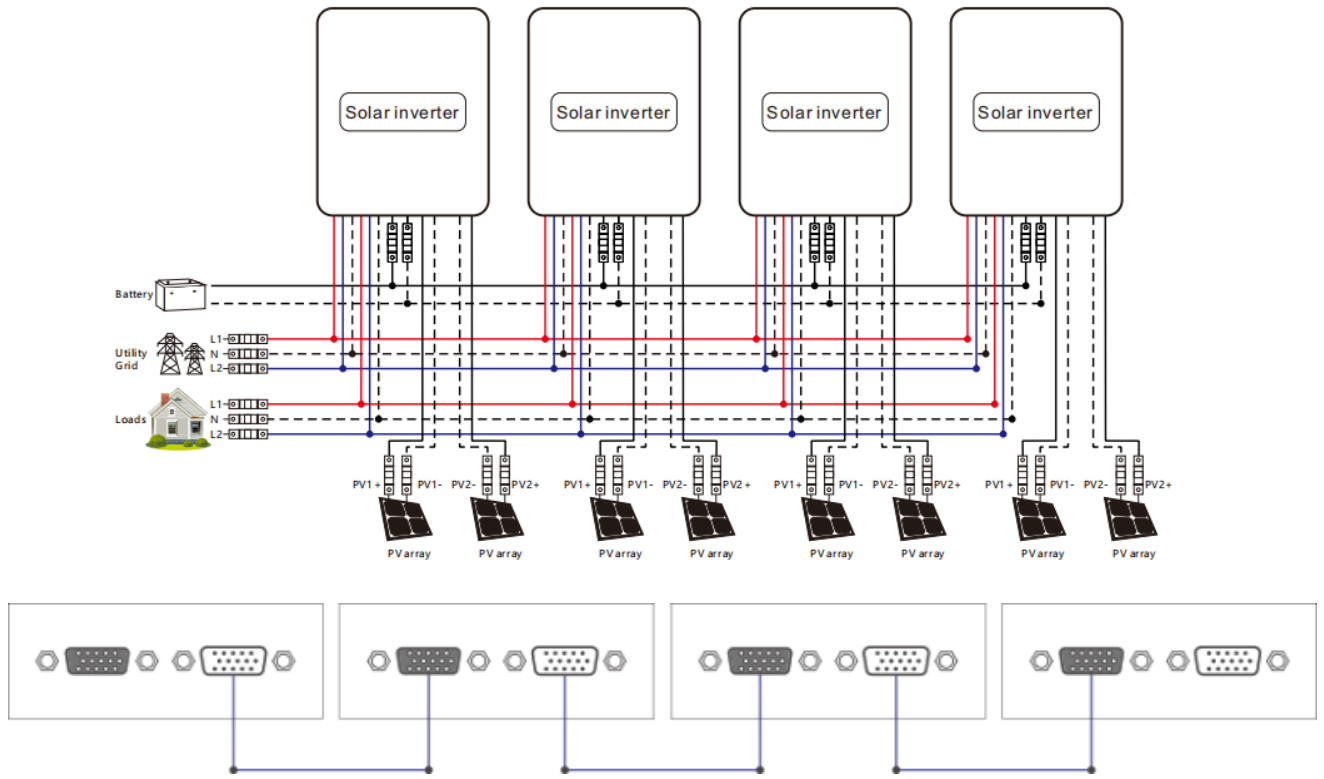 Solar inverter
Solar inverter
Solar inverter
Solar inverter
Battery
+ -
Utility
Grid
L1
N
L2
Loads
L1
N
L2
PV1+
PV1-
PV2-
PV2+
PV1+
PV1-
PV2-
PV2+
PV1+
PV1-
PV2-
PV2+
PV1+
PV1-
PV2-
PV2+
PV array
PV array
PV array
PV array
PV array
PV array
PV array
PV array